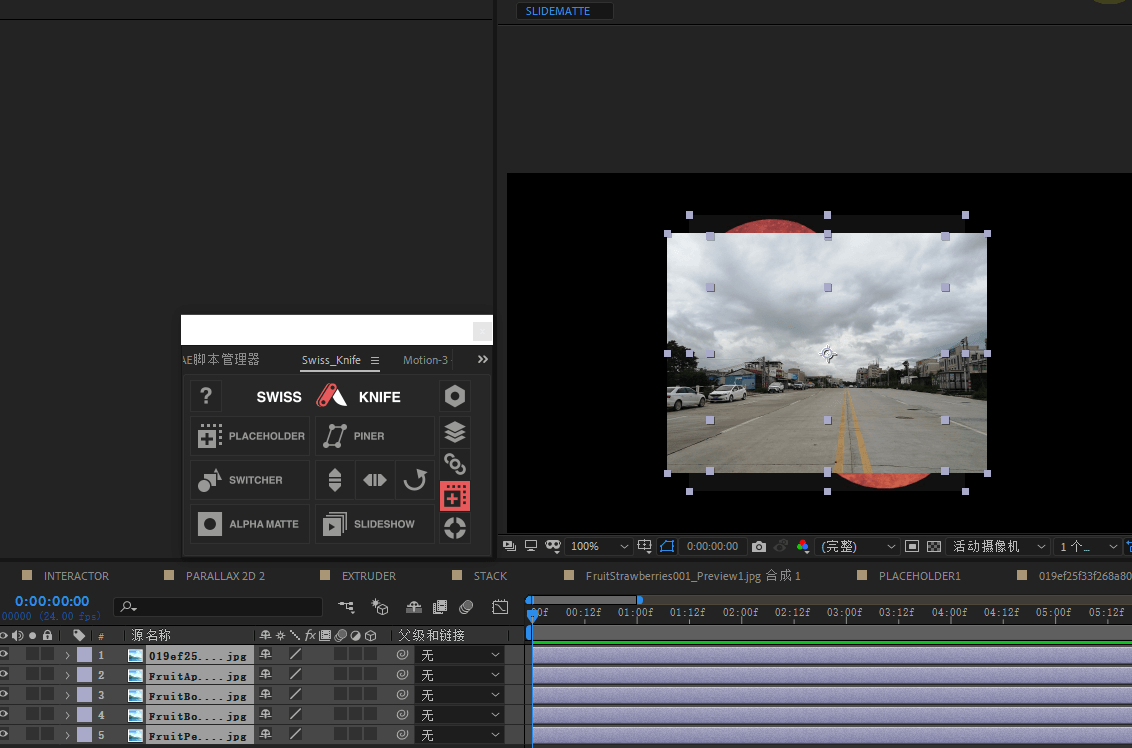 SLIDEMATTE
AE脚本管理器 Swiss_Knife Motion-3
? SWISS KNIFE
PLACEHOLDER PINER
SWITCHER
ALPHA MATTE SLIDESHOW
100% 0:00:00:00 (完整) 活动摄像机 1 个...
INTERACTOR PARALLAX 2D 2 EXTRUDER STACK FruitStrawberries001_Preview1.jpg 合成 1 PLACEHOLDER1 019ef25f33f268a80
0:00:00:00
00000 (24.00 fps)
00f 00:12f 01:00f 01:12f 02:00f 02:12f 03:00f 03:12f 04:00f 04:12f 05:00f 05:12f
# 源名称 fx 父级和链接
1 019ef25....jpg 无
2 FruitAp....jpg 无
3 FruitBo....jpg 无
4 FruitBo....jpg 无
5 FruitPe....jpg 无